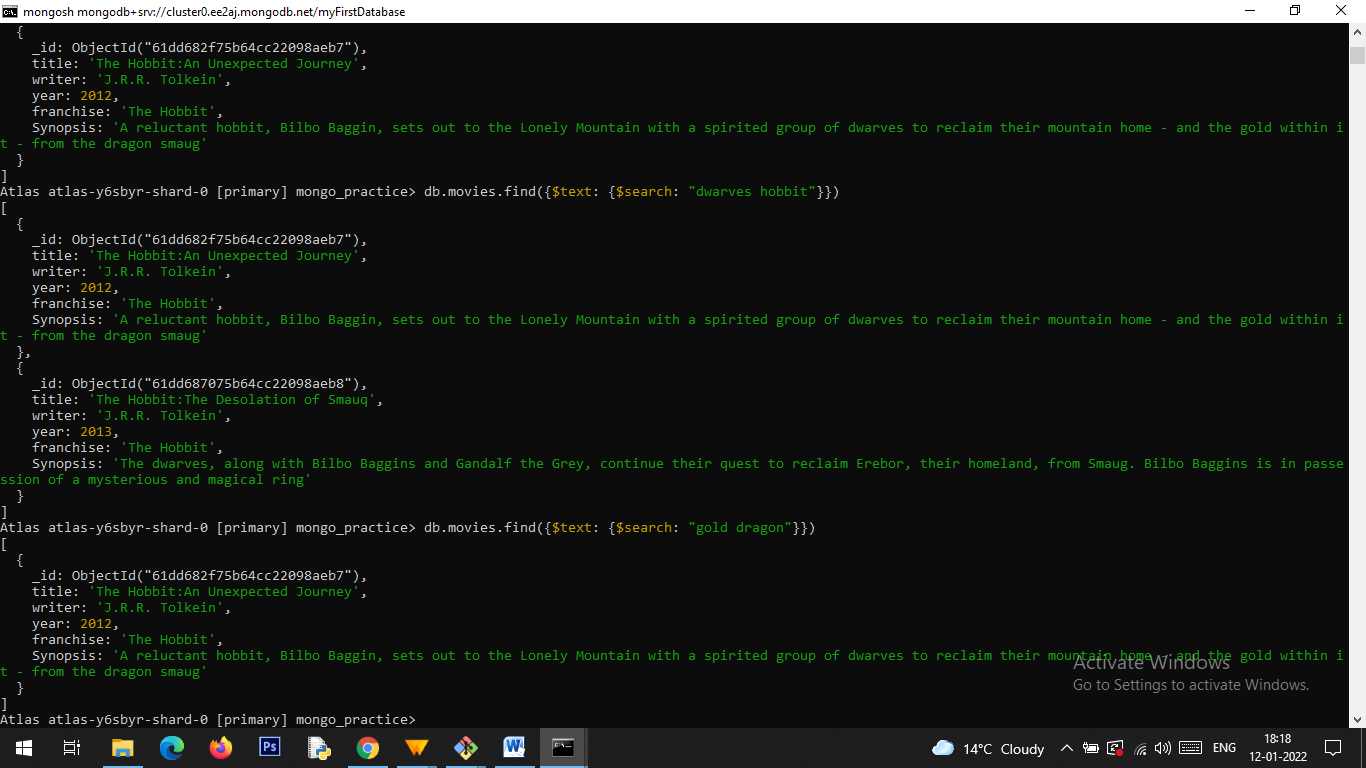 mongosh mongodb+srv://cluster0.ee2aj.mongodb.net/myFirstDatabase
{
_id: ObjectId("61dd682f75b64cc22098aeb7"),
title: 'The Hobbit:An Unexpected Journey',
writer: 'J.R.R. Tolkein',
year: 2012,
franchise: 'The Hobbit',
Synopsis: 'A reluctant hobbit, Bilbo Baggin, sets out to the Lonely Mountain with a spirited group of dwarves to reclaim their mountain home - and the gold within i
t - from the dragon smaug'
}
]
Atlas atlas-y6sbyr-shard-0 [primary] mongo_practice> db.movies.find({$text: {$search: "dwarves hobbit"}})
[
{
_id: ObjectId("61dd682f75b64cc22098aeb7"),
title: 'The Hobbit:An Unexpected Journey',
writer: 'J.R.R. Tolkein',
year: 2012,
franchise: 'The Hobbit',
Synopsis: 'A reluctant hobbit, Bilbo Baggin, sets out to the Lonely Mountain with a spirited group of dwarves to reclaim their mountain home - and the gold within i
t - from the dragon smaug'
},
{
_id: ObjectId("61dd687075b64cc22098aeb8"),
title: 'The Hobbit:The Desolation of Smauq',
writer: 'J.R.R. Tolkein',
year: 2013,
franchise: 'The Hobbit',
Synopsis: 'The dwarves, along with Bilbo Baggins and Gandalf the Grey, continue their quest to reclaim Erebor, their homeland, from Smaug. Bilbo Baggins is in passe
ssion of a mysterious and magical ring'
}
]
Atlas atlas-y6sbyr-shard-0 [primary] mongo_practice> db.movies.find({$text: {$search: "gold dragon"}})
[
{
_id: ObjectId("61dd682f75b64cc22098aeb7"),
title: 'The Hobbit:An Unexpected Journey',
writer: 'J.R.R. Tolkein',
year: 2012,
franchise: 'The Hobbit',
Synopsis: 'A reluctant hobbit, Bilbo Baggin, sets out to the Lonely Mountain with a spirited group of dwarves to reclaim their mountain home - and the gold within i
t - from the dragon smaug'
}
]
Atlas atlas-y6sbyr-shard-0 [primary] mongo_practice>
Activate Windows
Go to Settings to activate Windows.
Ps
W
C:\.
14°C Cloudy
ENG
18:18
12-01-2022